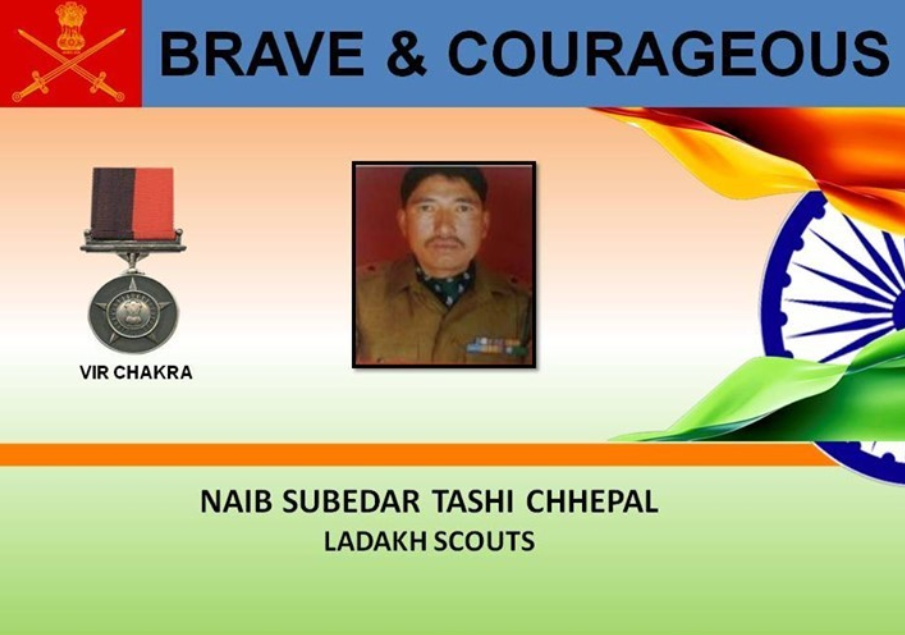 BRAVE & COURAGEOUS
VIR CHAKRA
NAIB SUBEDAR TASHI CHHEPAL
LADAKH SCOUTS